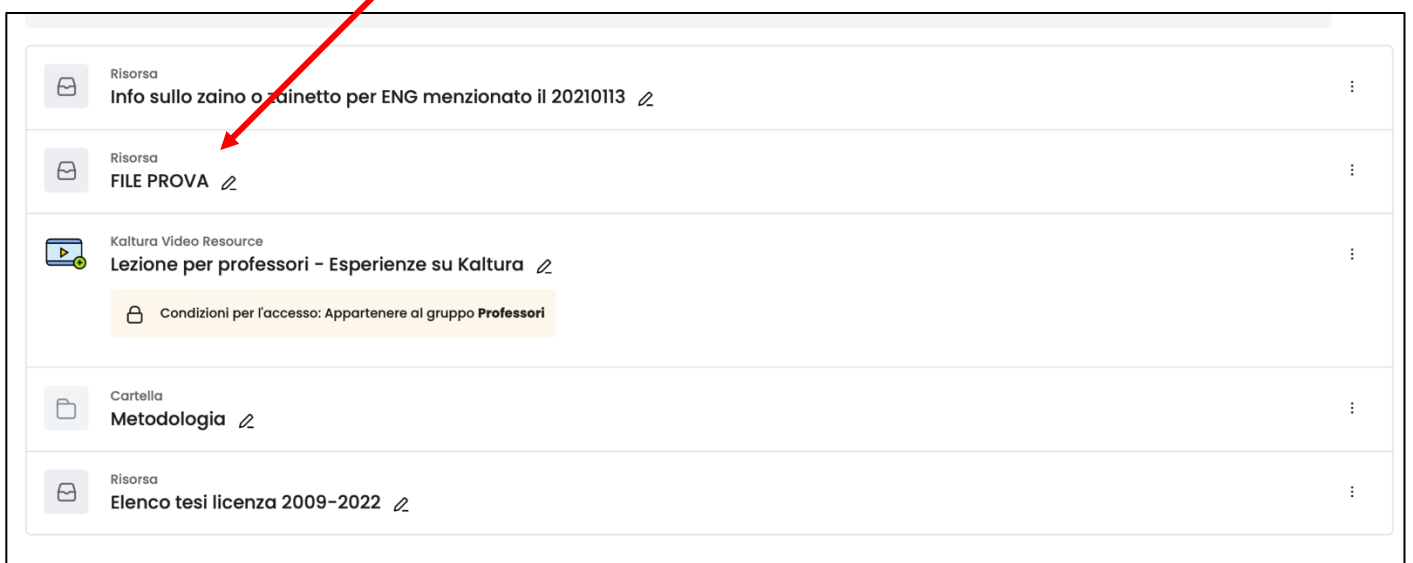 Risorsa
Info sullo zaino o zainetto per ENG menzionato il 20210113
Risorsa
FILE PROVA
Kaltura Video Resource
Lezione per professori - Esperienze su Kaltura
Condizioni per l'accesso: Appartenere al gruppo Professori
Cartella
Metodologia
Risorsa
Elenco tesi licenza 2009-2022